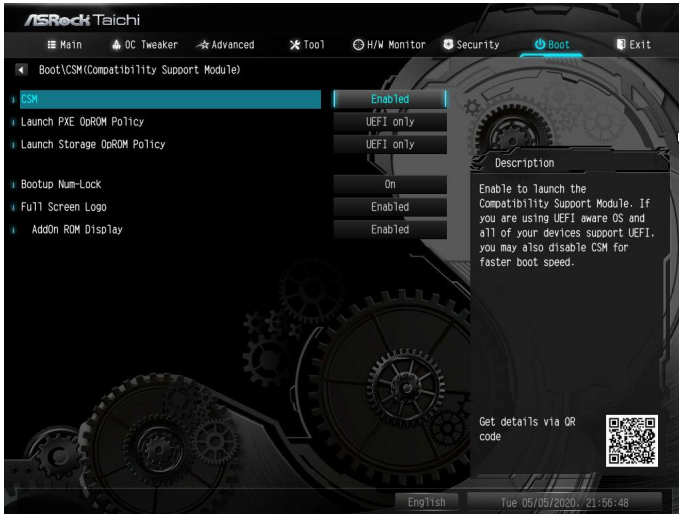 ASRock Taichi
Main OC Tweaker Advanced Tool H/W Monitor Security Boot Exit
Boot\CSM(Compatibility Support Module)
CSM Enabled
Launch PXE OpROM Policy UEFI only
Launch Storage OpROM Policy UEFI only
Bootup Num-Lock On
Full Screen Logo Enabled
AddOn ROM Display Enabled
Description
Enable to launch the
Compatibility Support Module. If
you are using UEFI aware OS and
all of your devices support UEFI.
you may also disable CSM for
faster boot speed.
Get details via QR
code
English Tue 05/05/2020. 21:56:48